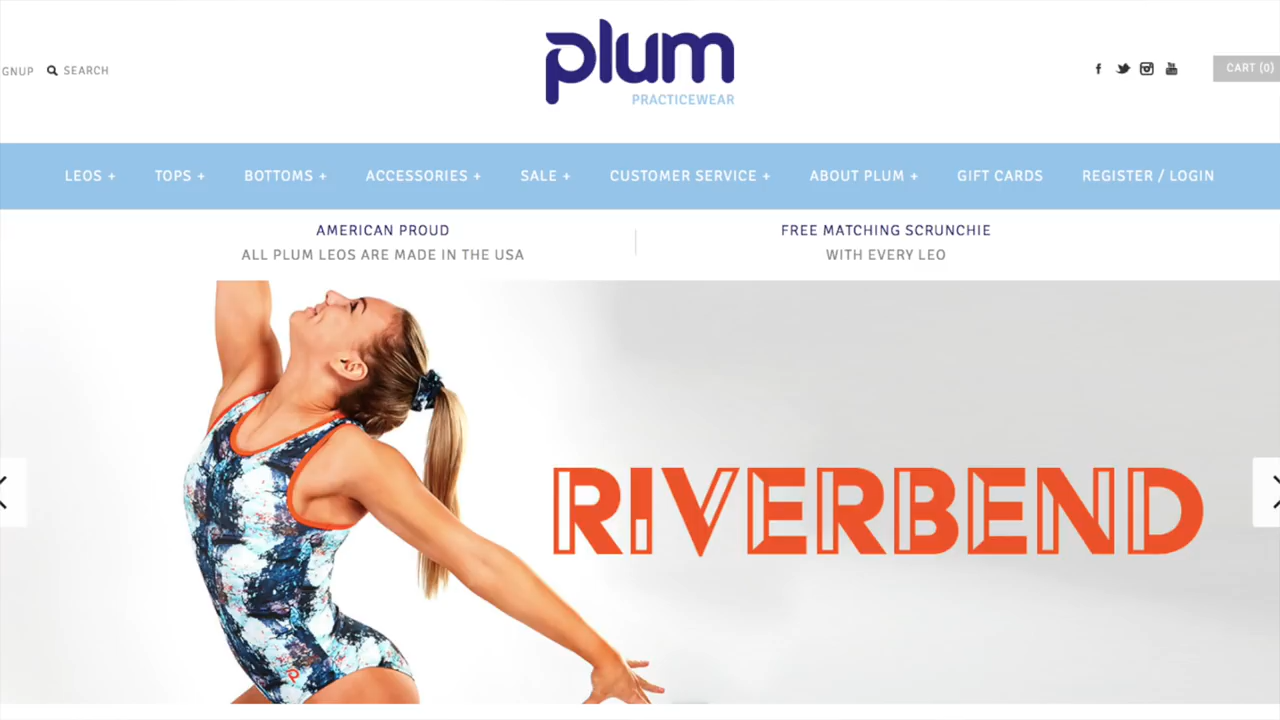 plum
PRACTICEWEAR
GNUP
SEARCH
CART (0)
LEOS +
TOPS +
BOTTOMS +
ACCESSORIES +
SALE +
CUSTOMER SERVICE +
ABOUT PLUM +
GIFT CARDS
REGISTER / LOGIN
AMERICAN PROUD
ALL PLUM LEOS ARE MADE IN THE USA
FREE MATCHING SCRUNCHIE
WITH EVERY LEO
RIVERBEND